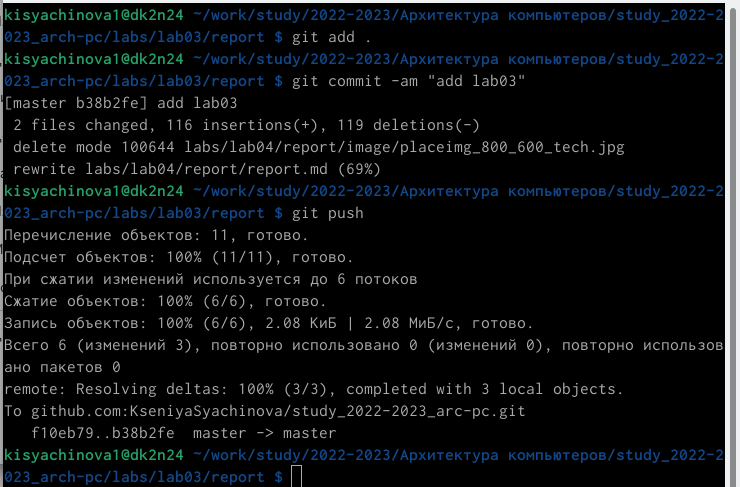 kisyachinova1@dk2n24 ~/work/study/2022-2023/Архитектура компьютеров/study_2022-2
023_arch-pc/labs/lab03/report $ git add .
kisyachinova1@dk2n24 ~/work/study/2022-2023/Архитектура компьютеров/study_2022-2
023_arch-pc/labs/lab03/report $ git commit -am "add lab03"
[master b38b2fe] add lab03
 2 files changed, 116 insertions(+), 119 deletions(-)
 delete mode 100644 labs/lab04/report/image/placeimg_800_600_tech.jpg
 rewrite labs/lab04/report/report.md (69%)
kisyachinova1@dk2n24 ~/work/study/2022-2023/Архитектура компьютеров/study_2022-2
023_arch-pc/labs/lab03/report $ git push
Перечисление объектов: 11, готово.
Подсчет объектов: 100% (11/11), готово.
При сжатии изменений используется до 6 потоков
Сжатие объектов: 100% (6/6), готово.
Запись объектов: 100% (6/6), 2.08 КиБ | 2.08 МиБ/с, готово.
Всего 6 (изменений 3), повторно использовано 0 (изменений 0), повторно использов
ано пакетов 0
remote: Resolving deltas: 100% (3/3), completed with 3 local objects.
To github.com:KseniyaSyachinova/study_2022-2023_arc-pc.git
   f10eb79..b38b2fe  master -> master
kisyachinova1@dk2n24 ~/work/study/2022-2023/Архитектура компьютеров/study_2022-2
023_arch-pc/labs/lab03/report $